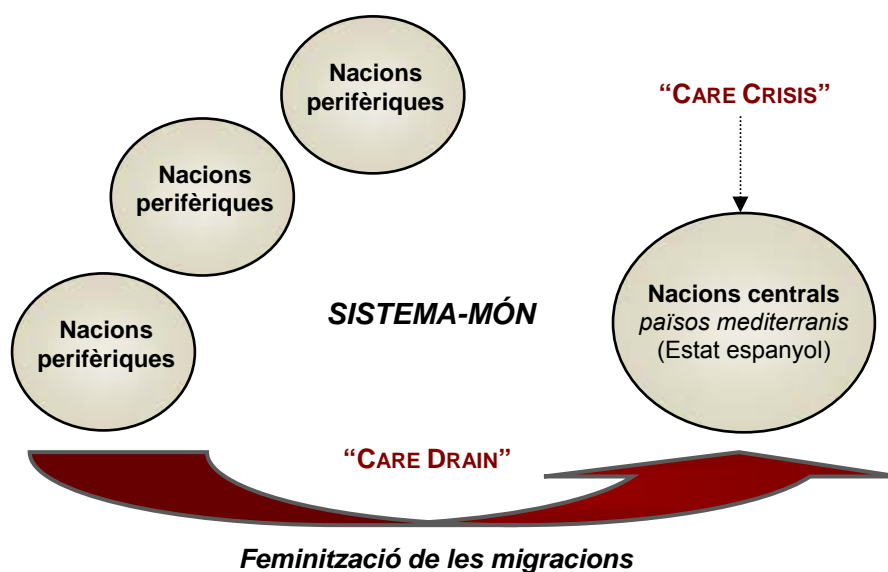 Nacions
perifèriques
“CARE CRISIS”
Nacions
perifèriques
Nacions
perifèriques
SISTEMA-MÓN
Nacions centrals
països mediterranis
(Estat espanyol)
“CARE DRAIN”
Feminització de les migracions